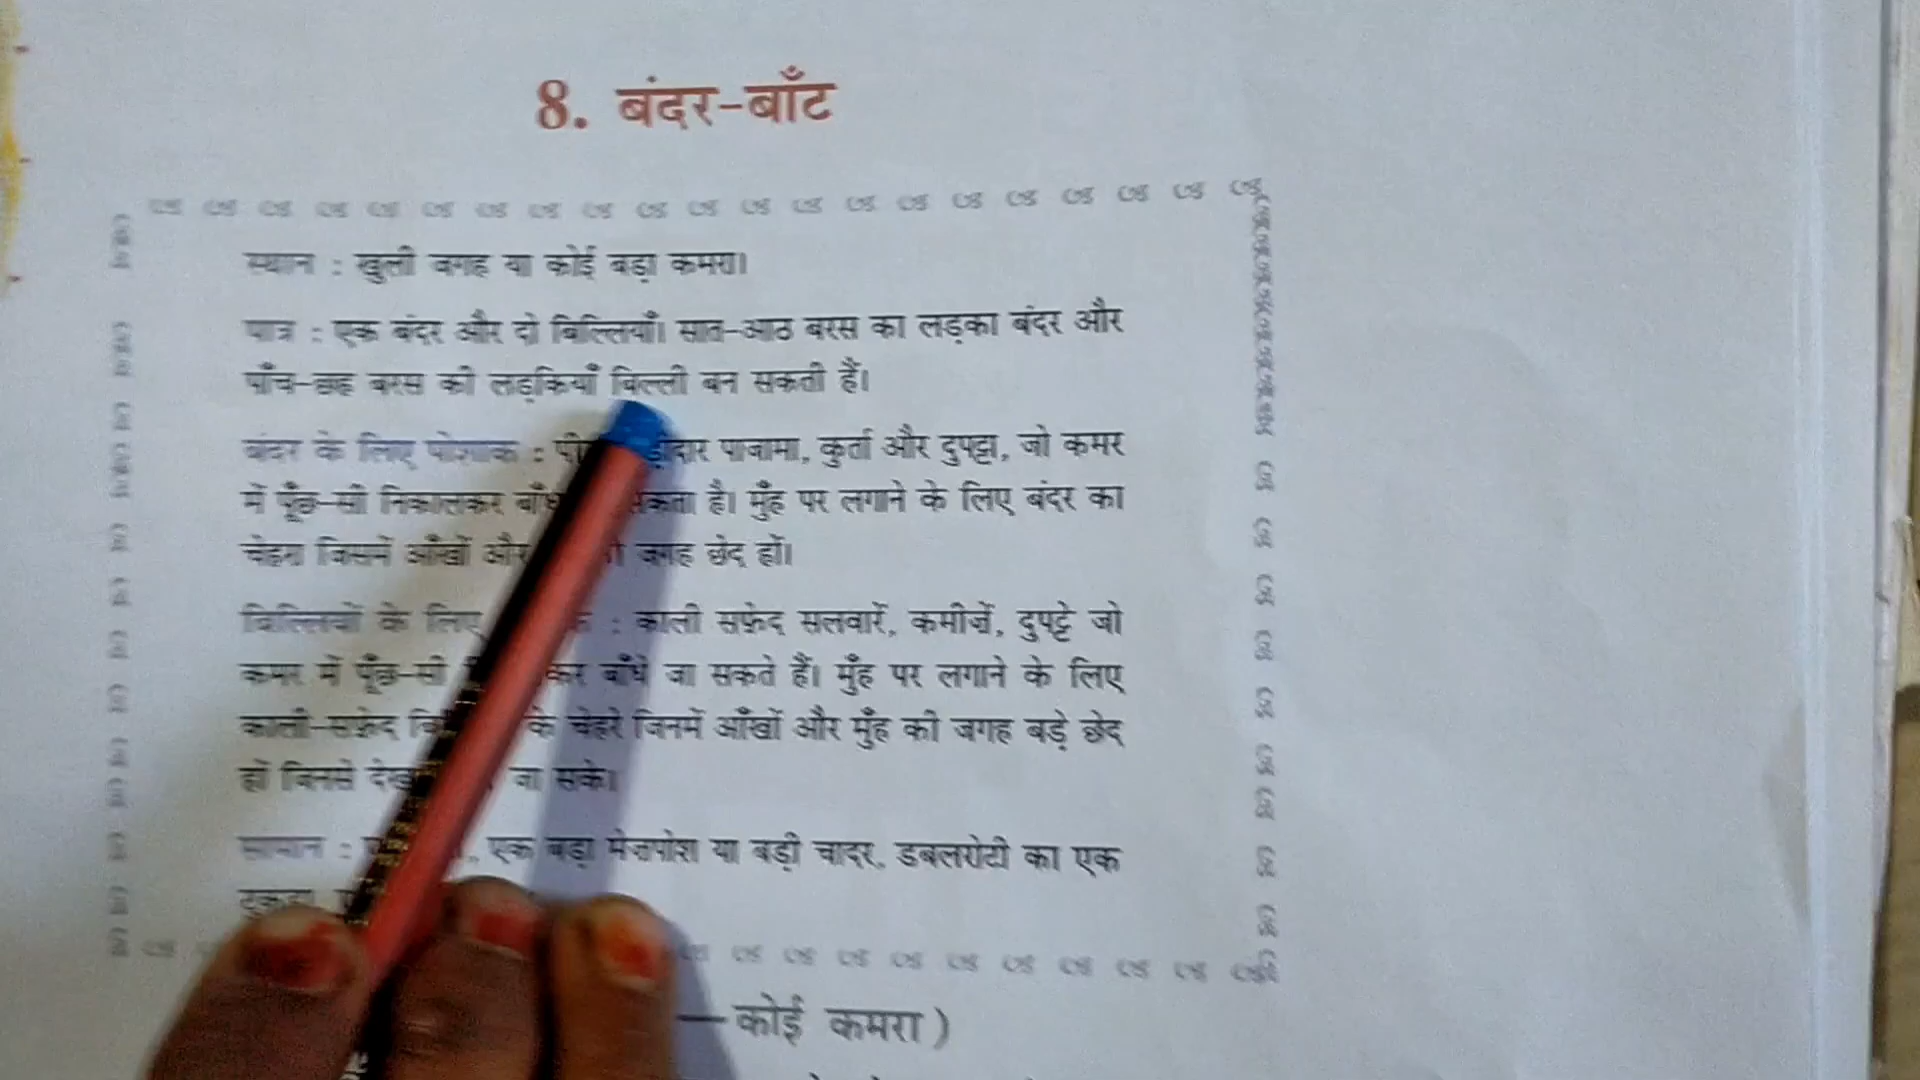 8. बंदर-बाँट
स्थान : खुली जगह या कोई बड़ा कमरा।
पात्र : एक बंदर और दो बिल्लियाँ। सात-आठ बरस का लड़का बंदर और
पाँच-छह बरस की लड़कियाँ बिल्ली बन सकती हैं।
बंदर के लिए पोशाक : पाजामा, कुर्ता और दुपट्टा, जो कमर
में पूँछ-सी निकालकर सकता है। मुँह पर लगाने के लिए बंदर का
चेहरा जिसमें आँखों और जगह छेद हों।
बिल्लियों के लिए : काली सफ़ेद सलवारें, कमीज़ें, दुपट्टे जो
कमर में पूँछ-सी बाँधे जा सकते हैं। मुँह पर लगाने के लिए
काली-सफ़ेद के चेहरे जिनमें आँखों और मुँह की जगह बड़े छेद
हों जिनसे जा सके।
सामान : एक बड़ा मेज़पोश या बड़ी चादर, डबलरोटी का एक
टुकड़ा,
—कोई कमरा)